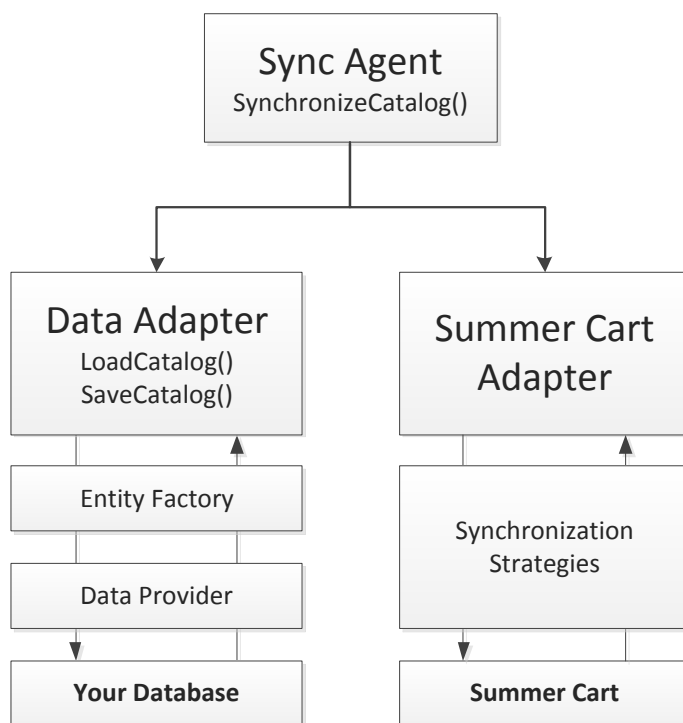 Sync Agent
SynchronizeCatalog()
Data Adapter
LoadCatalog()
SaveCatalog()
Summer Cart
Adapter
Entity Factory
Data Provider
Synchronization
Strategies
Your Database
Summer Cart